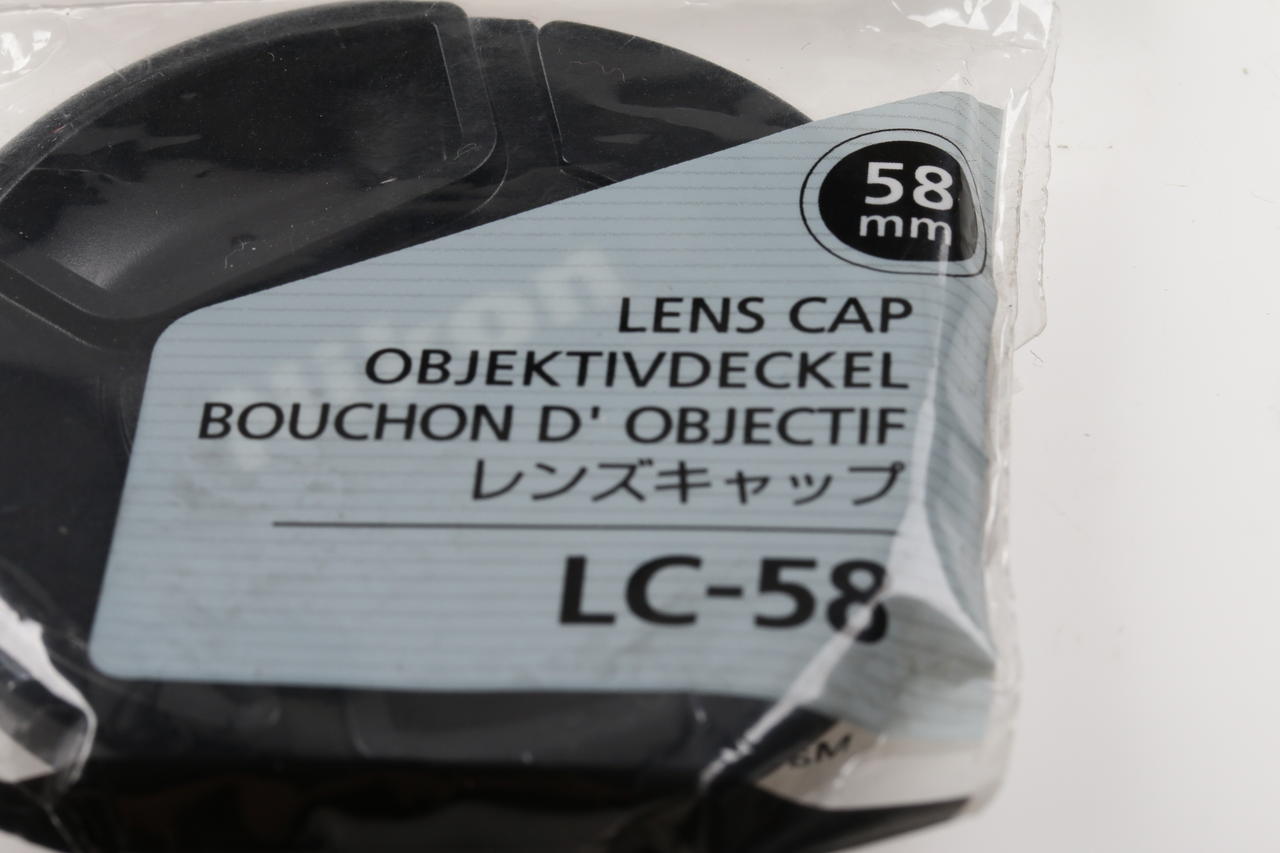 58
mm
LENS CAP
OBJEKTIVDECKEL
BOUCHON D' OBJECTIF
レンズキャップ
LC-58